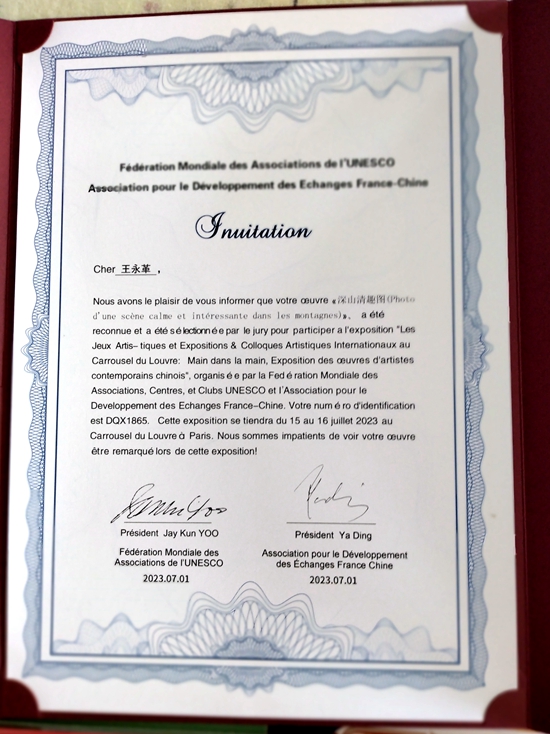 Fédération Mondiale des Associations de l'UNESCO
Association pour le Développement des Echanges France-Chine
Inuitation
Cher 王永革 ,
Nous avons le plaisir de vous informer que votre œuvre «深山清趣图(Photo
d'une scène calme et intéressante dans les montagnes)», a été
reconnue et a été sélectionnée par le jury pour participer a l'exposition "Les
Jeux Artis- tiques et Expositions & Colloques Artistiques Internationaux au
Carrousel du Louvre: Main dans la main, Exposition des œuvres d'artistes
contemporains chinois", organisée par la Fed ération Mondiale des
Associations, Centres, et Clubs UNESCO et l'Association pour le
Developpement des Echanges France-Chine. Votre num éro d'identification
est DQX1865. Cette exposition se tiendra du 15 au 16 juillet 2023 au
Carrousel du Louvre à Paris. Nous sommes impatients de voir votre œuvre
être remarqué lors de cette exposition!
Président Jay Kun YOO
Fédération Mondiale des
Associations de l'UNESCO
2023.07.01
Président Ya Ding
Association pour le Développement
des Échanges France Chine
2023.07.01